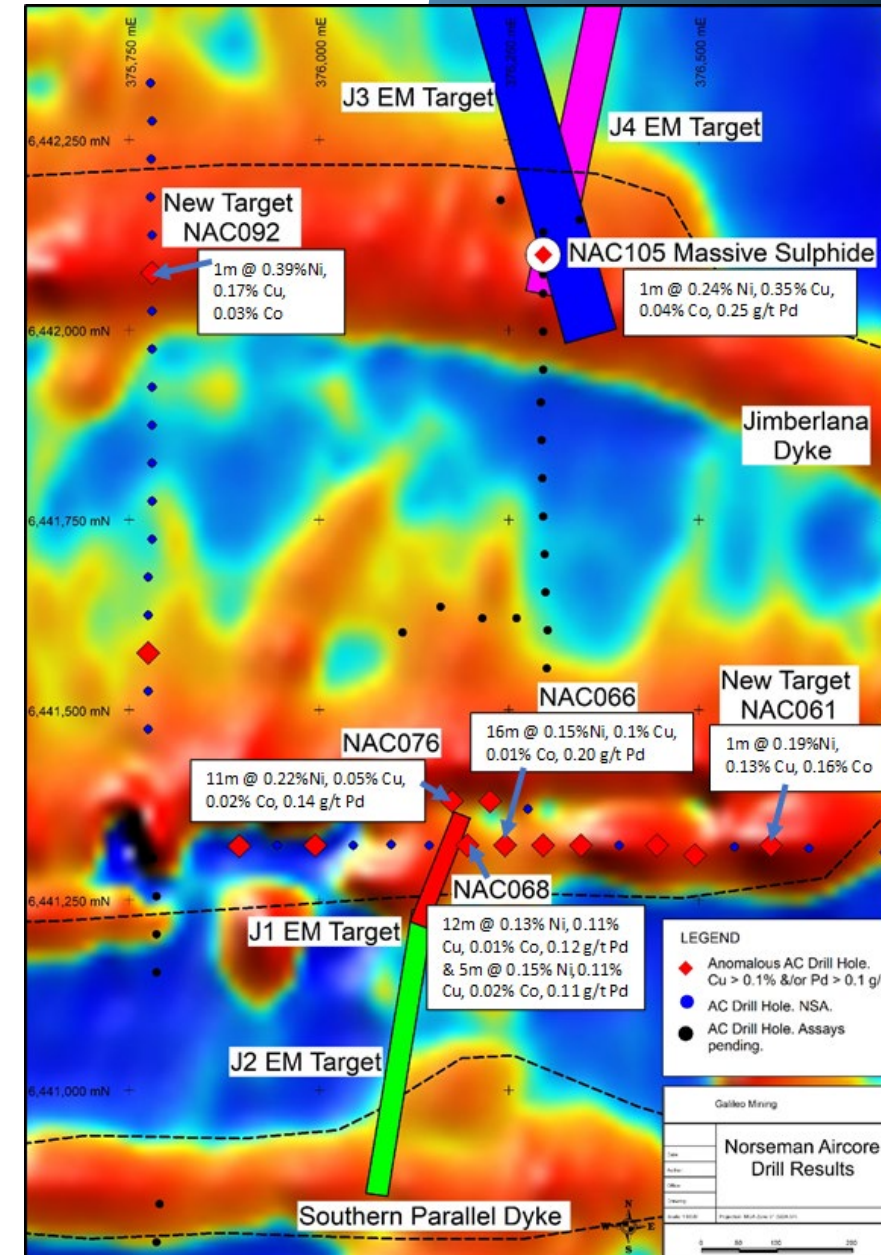 375,750 mE
376,000 mE
376,250 mE
376,500 mE
J3 EM Target
J4 EM Target
6,442,250 mN
New Target
NAC092
1m @ 0.39%Ni,
0.17% Cu,
0.03% Co
NAC105 Massive Sulphide
1m @ 0.24% Ni, 0.35% Cu,
0.04% Co, 0.25 g/t Pd
6,442,000 mN
Jimberlana
Dyke
6,441,750 mN
6,441,500 mN
NAC066
16m @ 0.15%Ni, 0.1% Cu,
0.01% Co, 0.20 g/t Pd
New Target
NAC061
1m @ 0.19%Ni,
0.13% Cu, 0.16% Co
NAC076
11m @ 0.22%Ni, 0.05% Cu,
0.02% Co, 0.14 g/t Pd
NAC068
12m @ 0.13% Ni, 0.11%
Cu, 0.01% Co, 0.12 g/t Pd
& 5m @ 0.15% Ni,0.11%
Cu, 0.02% Co, 0.11 g/t Pd
6,441,250 mN
J1 EM Target
J2 EM Target
6,441,000 mN
Southern Parallel Dyke
LEGEND
Anomalous AC Drill Hole.
Cu > 0.1% &/or Pd > 0.1 g/
AC Drill Hole. NSA.
AC Drill Hole. Assays
pending.
Galileo Mining
Norseman Aircore
Drill Results
Date
Author
Office
Drawing
N
W E
S
0 50 100 200